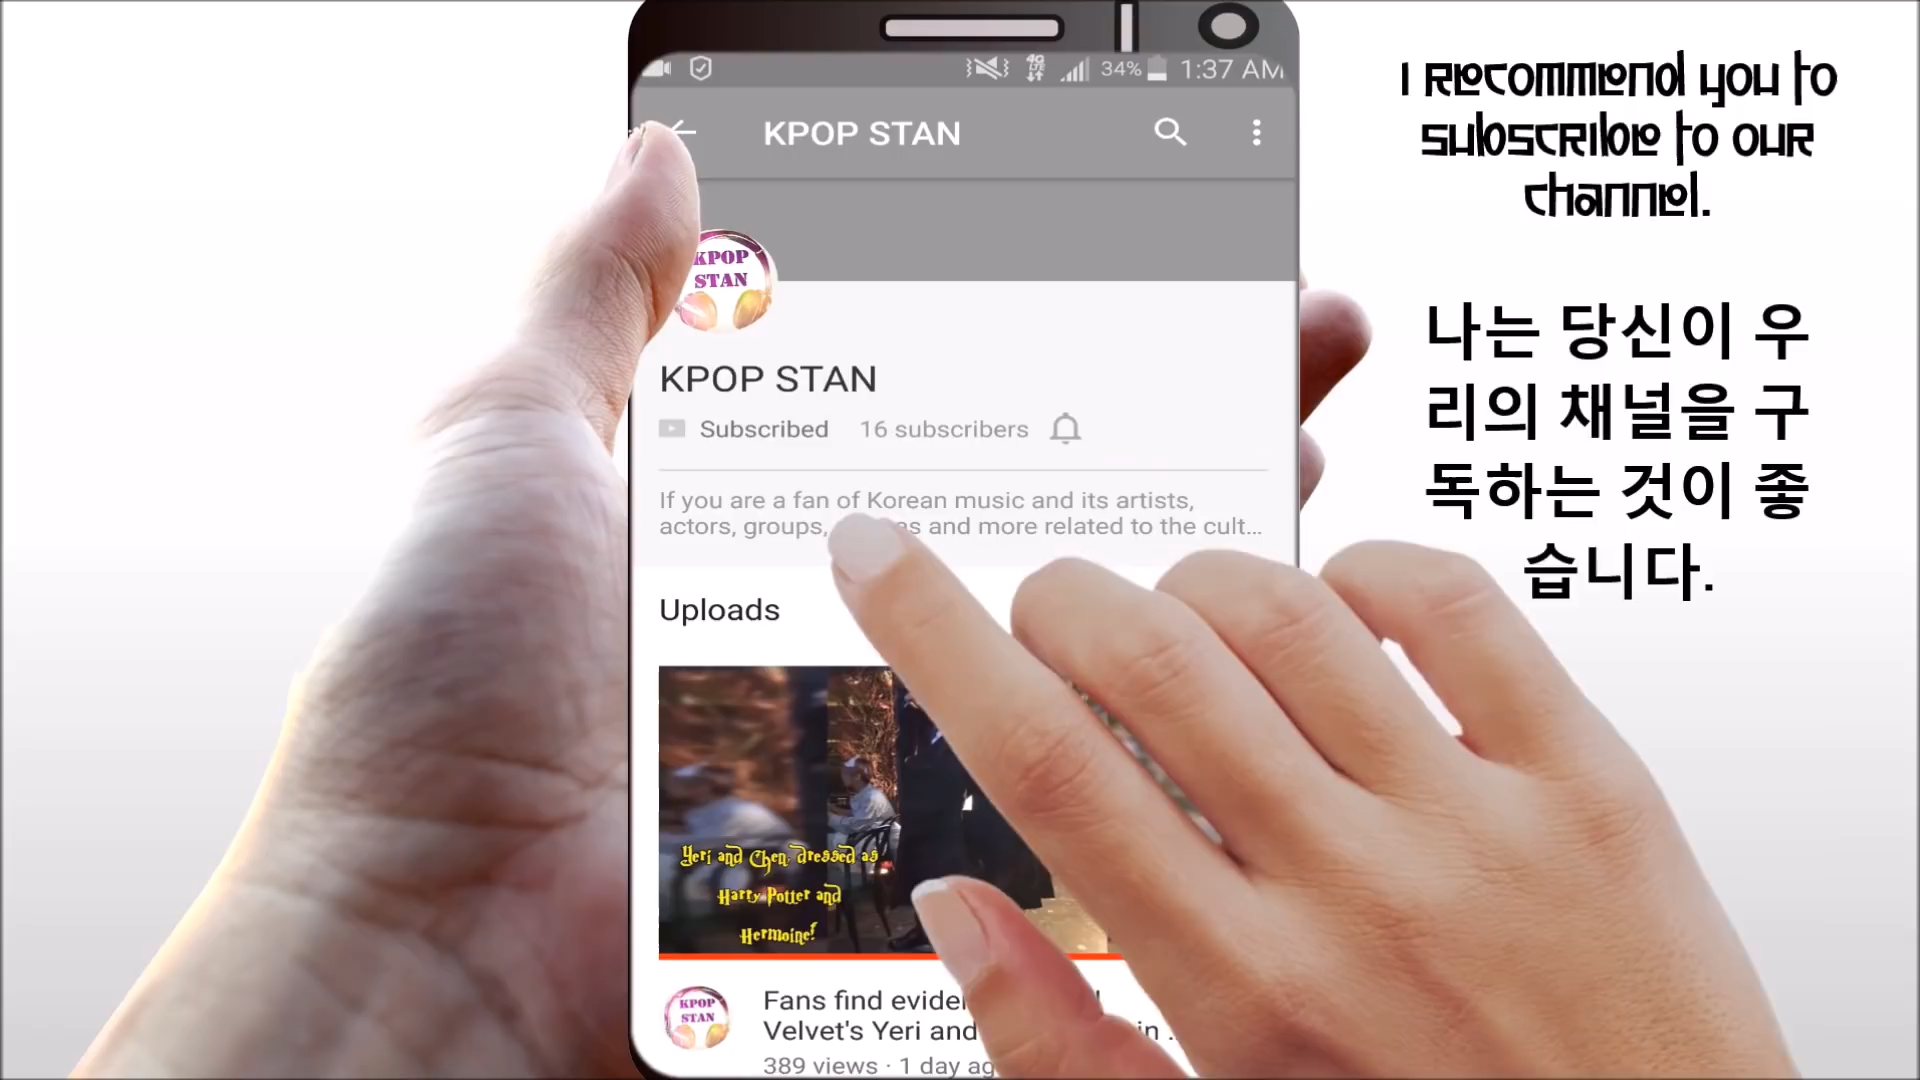 34% 1:37 AM
KPOP STAN
KPOP
STAN
KPOP STAN
Subscribed 16 subscribers
If you are a fan of Korean music and its artists,
actors, groups, and more related to the cult...
Uploads
Yeri and Chen, dressed as
Harry Potter and
Hermoine!
KPOP
STAN
Fans find
Velvet's Yeri and in ...
389 views · 1 day
I recommend you to
subscribe to our
channel.
나는 당신이 우
리의 채널을 구
독하는 것이 좋
습니다.